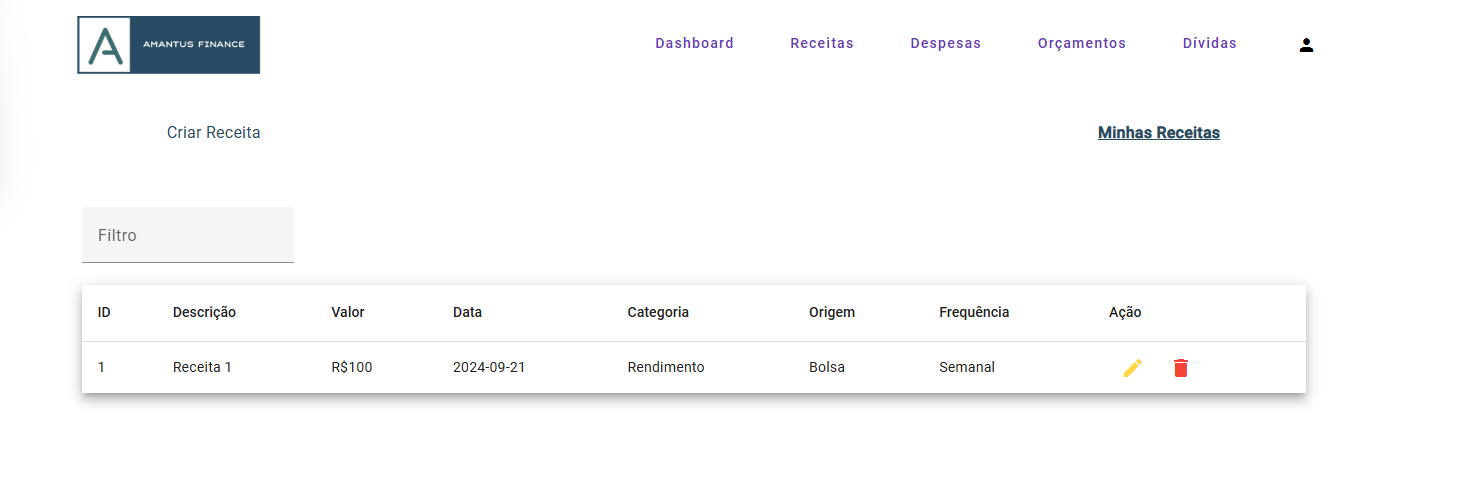 A AMANTUS FINANCE Dashboard Receitas Despesas Orçamentos Dívidas
Criar Receita Minhas Receitas
Filtro
ID Descrição Valor Data Categoria Origem Frequência Ação
1 Receita 1 R$100 2024-09-21 Rendimento Bolsa Semanal